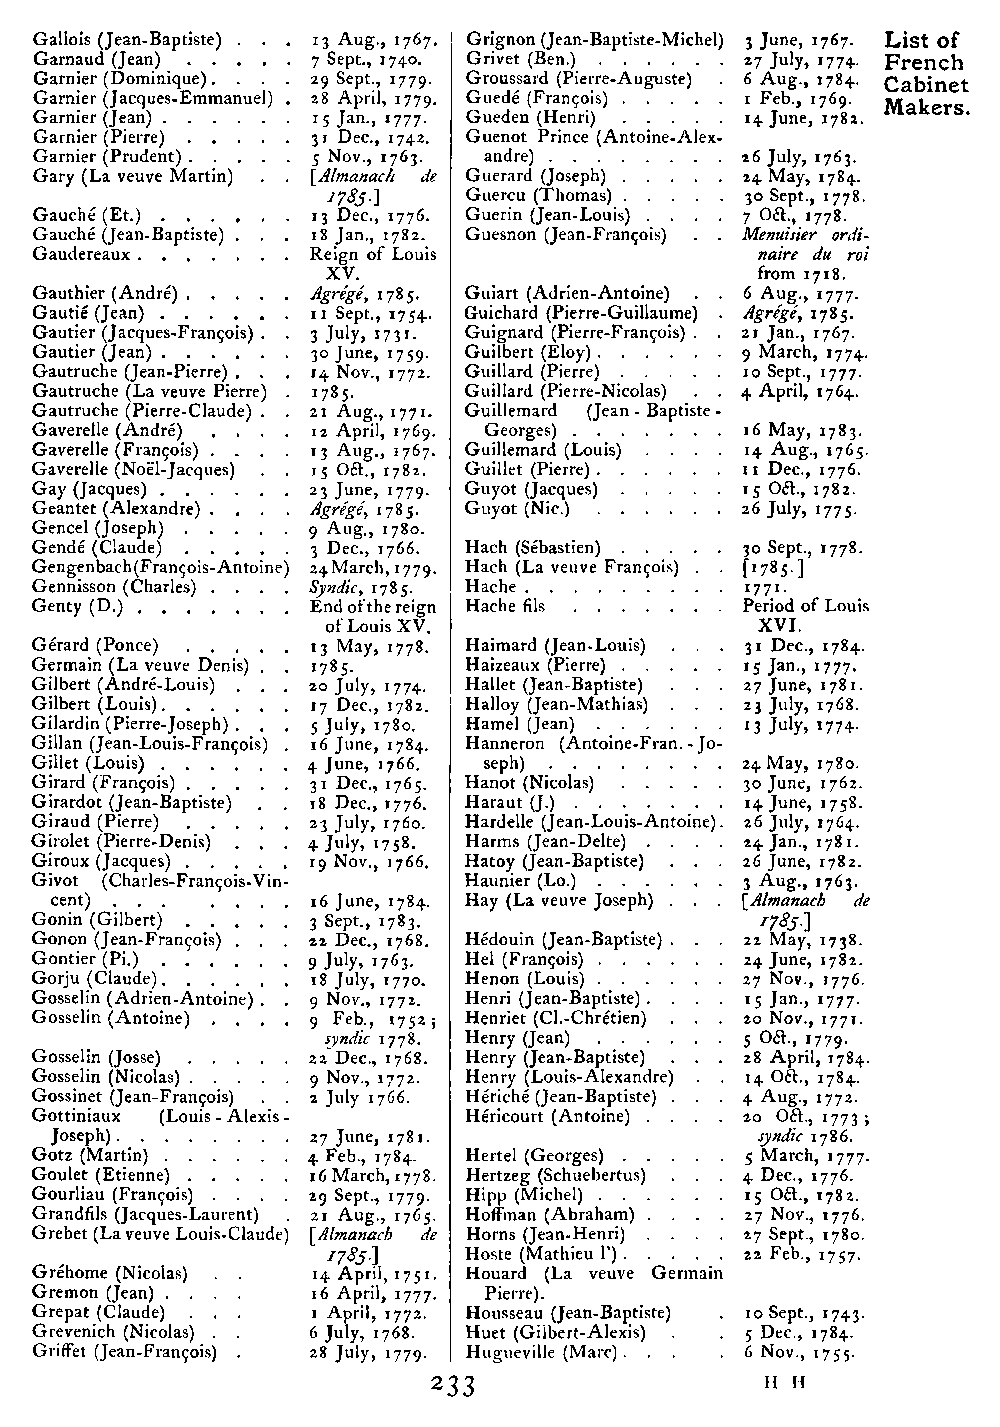 Gallois (Jean-Baptiste) . . . 13 Aug., 1767.
Garnaud (Jean) . . . . . 7 Sept., 1740.
Garnier (Dominique). . . . 29 Sept., 1779.
Garnier (Jacques-Emmanuel) . 28 April, 1779.
Garnier (Jean) . . . . . . 15 Jan., 1777.
Garnier (Pierre) . . . . . 31 Dec., 1742.
Garnier (Prudent). . . . . 5 Nov., 1763.
Gary (La veuve Martin) . . [Almanach de
1785.]
Gauché (Et.) . . . . . . 13 Dec., 1776.
Gauché (Jean-Baptiste) . . . 18 Jan., 1782.
Gaudereaux . . . . . . . Reign of Louis
XV.
Gauthier (André) . . . . . Agrégé, 1785.
Gautié (Jean) . . . . . . 11 Sept., 1754.
Gautier (Jacques-François) . . 3 July, 1731.
Gautier (Jean) . . . . . . 30 June, 1759.
Gautruche (Jean-Pierre) . . . 14 Nov., 1772.
Gautruche (La veuve Pierre) . 1785.
Gautruche (Pierre-Claude) . . 21 Aug., 1771.
Gaverelle (André) . . . . 12 April, 1769.
Gaverelle (François) . . . . 13 Aug., 1767.
Gaverelle (Noël-Jacques) . . 15 Oct., 1782.
Gay (Jacques) . . . . . . 23 June, 1779.
Geantet (Alexandre) . . . . Agrégé, 1785.
Gencel (Joseph) . . . . . 9 Aug., 1780.
Gendé (Claude) . . . . . 3 Dec., 1766.
Gengenbach(François-Antoine) 24 March, 1779.
Gennisson (Charles) . . . . Syndic, 1785.
Genty (D.) . . . . . . . End of the reign
of Louis XV.
Gérard (Ponce) . . . . . 13 May, 1778.
Germain (La veuve Denis) . . 1785.
Gilbert (André-Louis) . . . 20 July, 1774.
Gilbert (Louis). . . . . . 17 Dec., 1782.
Gilardin (Pierre-Joseph) . . . 5 July, 1780.
Gillan (Jean-Louis-François) . 16 June, 1784.
Gillet (Louis) . . . . . . 4 June, 1766.
Girard (François) . . . . . 31 Dec., 1765.
Girardot (Jean-Baptiste) . . 18 Dec., 1776.
Giraud (Pierre) . . . . . 23 July, 1760.
Girolet (Pierre-Denis) . . . 4 July, 1758.
Giroux (Jacques) . . . . . 19 Nov., 1766.
Givot (Charles-François-Vin-
cent) . . . . . . . 16 June, 1784.
Gonin (Gilbert) . . . . . 3 Sept., 1783.
Gonon (Jean-François) . . . 22 Dec., 1768.
Gontier (Pi.) . . . . . . 9 July, 1763.
Gorju (Claude). . . . . . 18 July, 1770.
Gosselin (Adrien-Antoine) . . 9 Nov., 1772.
Gosselin (Antoine) . . . . 9 Feb., 1752;
syndic 1778.
Gosselin (Josse) . . . . . 22 Dec., 1768.
Gosselin (Nicolas) . . . . . 9 Nov., 1772.
Gossinet (Jean-François) . . 2 July 1766.
Gottiniaux (Louis - Alexis -
Joseph). . . . . . . . 27 June, 1781.
Gotz (Martin) . . . . . . 4 Feb., 1784.
Goulet (Etienne) . . . . . 16 March, 1778.
Gourliau (François) . . . . 29 Sept., 1779.
Grandfils (Jacques-Laurent) . 21 Aug., 1765.
Grebet (La veuve Louis-Claude) [Almanach de
1785.]
Gréhome (Nicolas) . . 14 April, 1751.
Gremon (Jean) . . . . 16 April, 1777.
Grepat (Claude) . . . 1 April, 1772.
Grevenich (Nicolas) . . 6 July, 1768.
Griffet (Jean-François) . 28 July, 1779.
Grignon (Jean-Baptiste-Michel) 3 June, 1767.
Grivet (Ben.) . . . . . . 27 July, 1774.
Groussard (Pierre-Auguste) . 6 Aug., 1784.
Guedé (François) . . . . . 1 Feb., 1769.
Gueden (Henri) . . . . . 14 June, 1782.
Guenot Prince (Antoine-Alex-
andre) . . . . . . . . 26 July, 1763.
Guerard (Joseph) . . . . . 24 May, 1784.
Guercu (Thomas) . . . . . 30 Sept., 1778.
Guerin (Jean-Louis) . . . . 7 Oct., 1778.
Guesnon (Jean-François) . . Menuisier ordi-
naire du roi
from 1718.
Guiart (Adrien-Antoine) . . 6 Aug., 1777.
Guichard (Pierre-Guillaume) . Agrégé, 1785.
Guignard (Pierre-François) . . 21 Jan., 1767.
Guilbert (Eloy). . . . . . 9 March, 1774.
Guillard (Pierre) . . . . . 10 Sept., 1777.
Guillard (Pierre-Nicolas) . . 4 April, 1764.
Guillemard (Jean - Baptiste -
Georges) . . . . . . . 16 May, 1783.
Guillemard (Louis) . . . . 14 Aug., 1765.
Guillet (Pierre). . . . . . 11 Dec., 1776.
Guyot (Jacques) . . . . . 15 Oct., 1782.
Guyot (Nic.) . . . . . . 26 July, 1775.
Hach (Sébastien) . . . . . 30 Sept., 1778.
Hach (La veuve François) . . [1785.]
Hache . . . . . . . . . 1771.
Hache fils . . . . . . . Period of Louis
XVI.
Haimard (Jean-Louis) . . . 31 Dec., 1784.
Haizeaux (Pierre) . . . . . 15 Jan., 1777.
Hallet (Jean-Baptiste) . . . 27 June, 1781.
Halloy (Jean-Mathias) . . . 23 July, 1768.
Hamel (Jean) . . . . . . 13 July, 1774.
Hanneron (Antoine-Fran. - Jo-
seph) . . . . . . . . 24 May, 1780.
Hanot (Nicolas) . . . . . 30 June, 1762.
Haraut (J.) . . . . . . . 14 June, 1758.
Hardelle (Jean-Louis-Antoine). 26 July, 1764.
Harms (Jean-Delte) . . . . 24 Jan., 1781.
Hatoy (Jean-Baptiste) . . . 26 June, 1782.
Haunier (Lo.) . . . . . . 3 Aug., 1763.
Hay (La veuve Joseph) . . . [Almanach de
1785.]
Hédouin (Jean-Baptiste) . . . 22 May, 1738.
Hel (François) . . . . . . 24 June, 1782.
Henon (Louis) . . . . . . 27 Nov., 1776.
Henri (Jean-Baptiste) . . . . 15 Jan., 1777.
Henriet (Cl.-Chrétien) . . . 20 Nov., 1771.
Henry (Jean) . . . . . . 5 Oct., 1779.
Henry (Jean-Baptiste) . . . 28 April, 1784.
Henry (Louis-Alexandre) . . 14 Oct., 1784.
Hériché (Jean-Baptiste) . . . 4 Aug., 1772.
Héricourt (Antoine) . . . . 20 Oct., 1773;
syndic 1786.
Hertel (Georges) . . . . . 5 March, 1777.
Hertzeg (Schuebertus) . . . 4 Dec., 1776.
Hipp (Michel) . . . . . . 15 Oct., 1782.
Hoffman (Abraham) . . . . 27 Nov., 1776.
Horns (Jean-Henri) . . . . 27 Sept., 1780.
Hoste (Mathieu l') . . . . . 22 Feb., 1757.
Houard (La veuve Germain
Pierre).
Housseau (Jean-Baptiste) . 10 Sept., 1743.
Huet (Gilbert-Alexis) . . 5 Dec., 1784.
Hugueville (Marc) . . . . 6 Nov., 1755.
List of
French
Cabinet
Makers.
233
H H